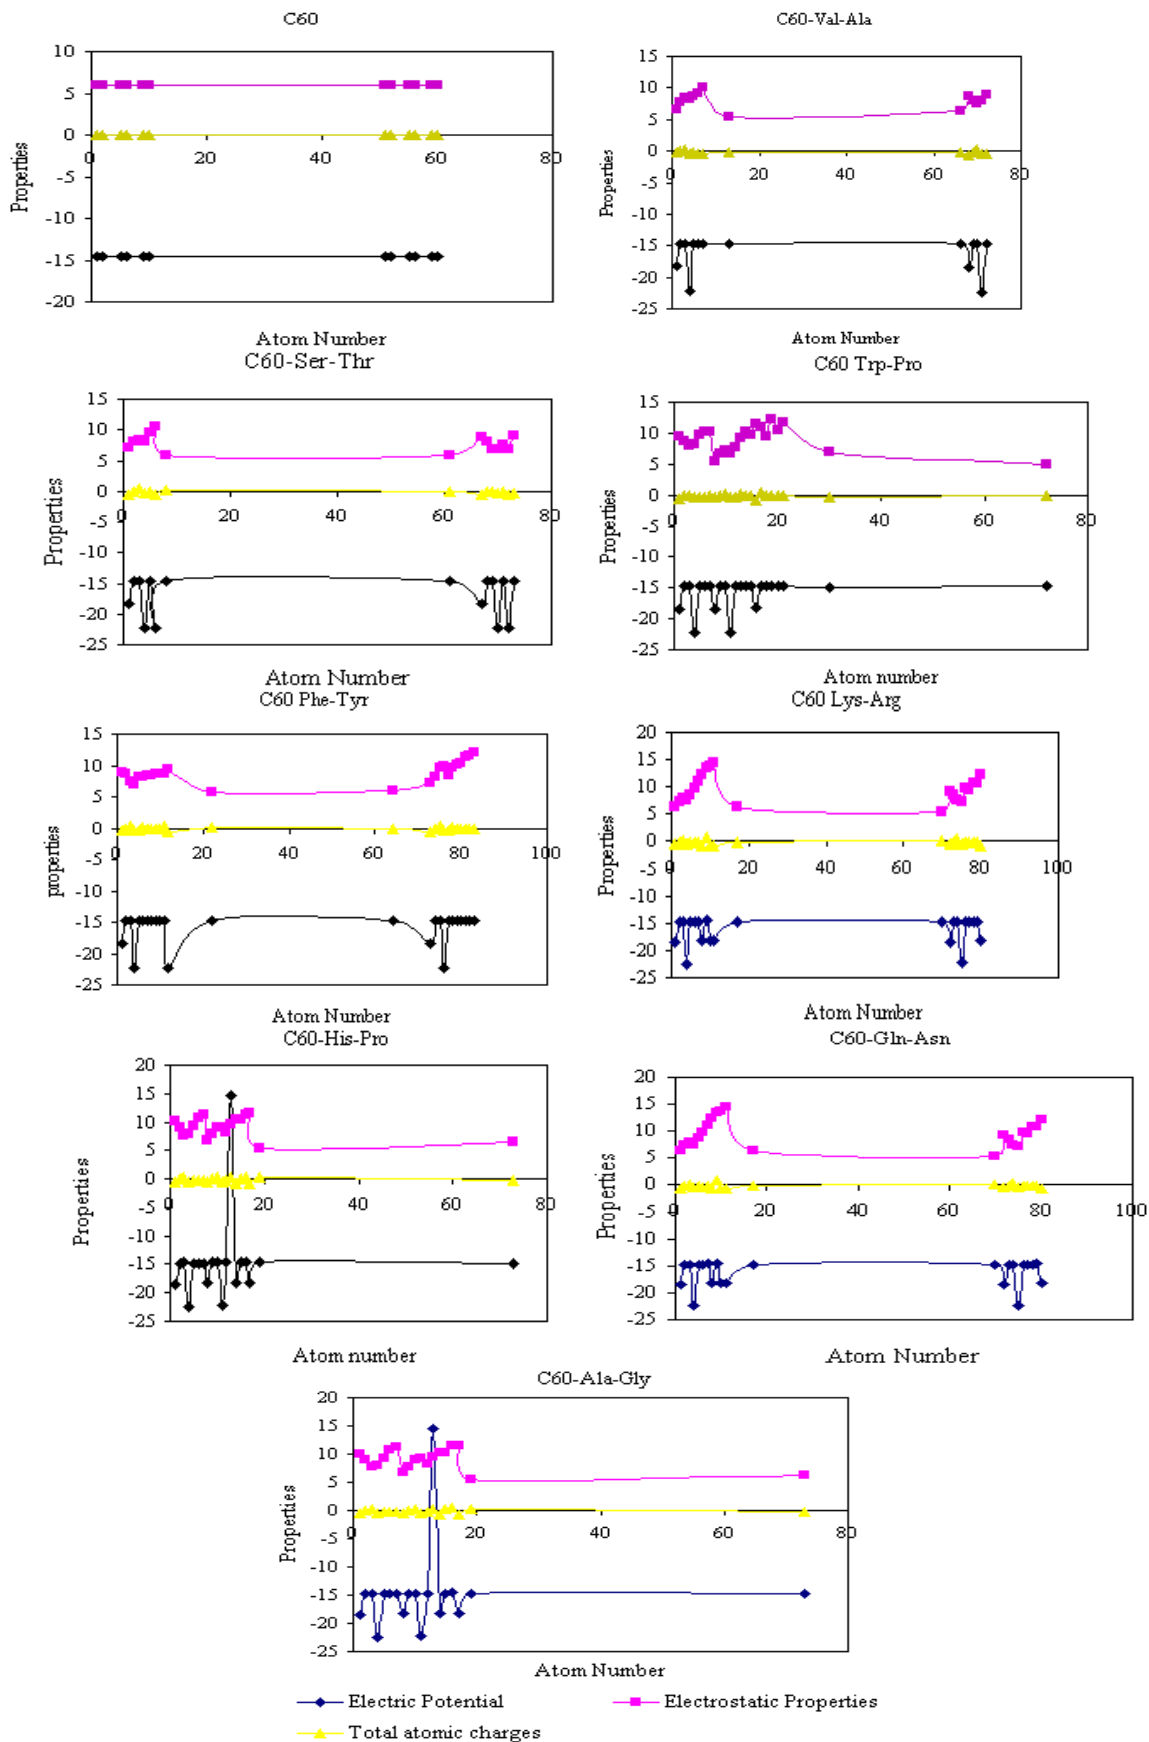 C60
10
5
0
-5
-10
-15
-20
0 20 40 60 80
Properties
Atom Number
C60-Val-Ala
15
10
5
0
-5
-10
-15
-20
-25
0 20 40 60 80
Properties
Atom Number
C60-Ser-Thr
15
10
5
0
-5
-10
-15
-20
-25
0 20 40 60 80
Properties
Atom Number
C60 Trp-Pro
15
10
5
0
-5
-10
-15
-20
-25
0 20 40 60 80
Properties
Atom number
C60 Phe-Tyr
15
10
5
0
-5
-10
-15
-20
-25
0 20 40 60 80 100
properties
Atom Number
C60 Lys-Arg
20
15
10
5
0
-5
-10
-15
-20
-25
0 20 40 60 80 100
Properties
Atom Number
C60-His-Pro
20
15
10
5
0
-5
-10
-15
-20
-25
0 20 40 60 80
Properties
Atom number
C60-Gln-Asn
20
15
10
5
0
-5
-10
-15
-20
-25
0 20 40 60 80 100
Properties
Atom Number
C60-Ala-Gly
20
15
10
5
0
-5
-10
-15
-20
-25
0 20 40 60 80
Properties
Atom Number
Electric Potential
Electrostatic Properties
Total atomic charges